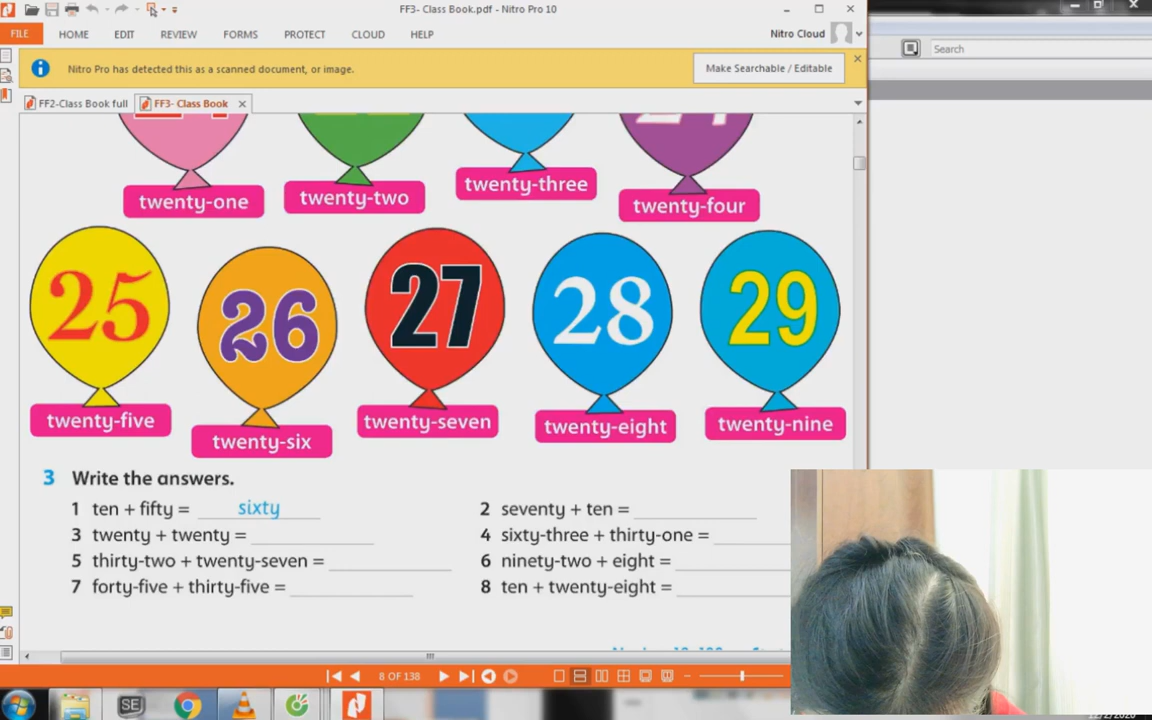 FF3- Class Book.pdf - Nitro Pro 10
FILE HOME EDIT REVIEW FORMS PROTECT CLOUD HELP Nitro Cloud
Search
Nitro Pro has detected this as a scanned document, or image. Make Searchable / Editable
FF2-Class Book full FF3- Class Book
twenty-one twenty-two twenty-three twenty-four
25 26 27 28 29
twenty-five twenty-six twenty-seven twenty-eight twenty-nine
3 Write the answers.
1 ten + fifty = sixty
2 seventy + ten =
3 twenty + twenty =
4 sixty-three + thirty-one =
5 thirty-two + twenty-seven =
6 ninety-two + eight =
7 forty-five + thirty-five =
8 ten + twenty-eight =
8 OF 138
SE